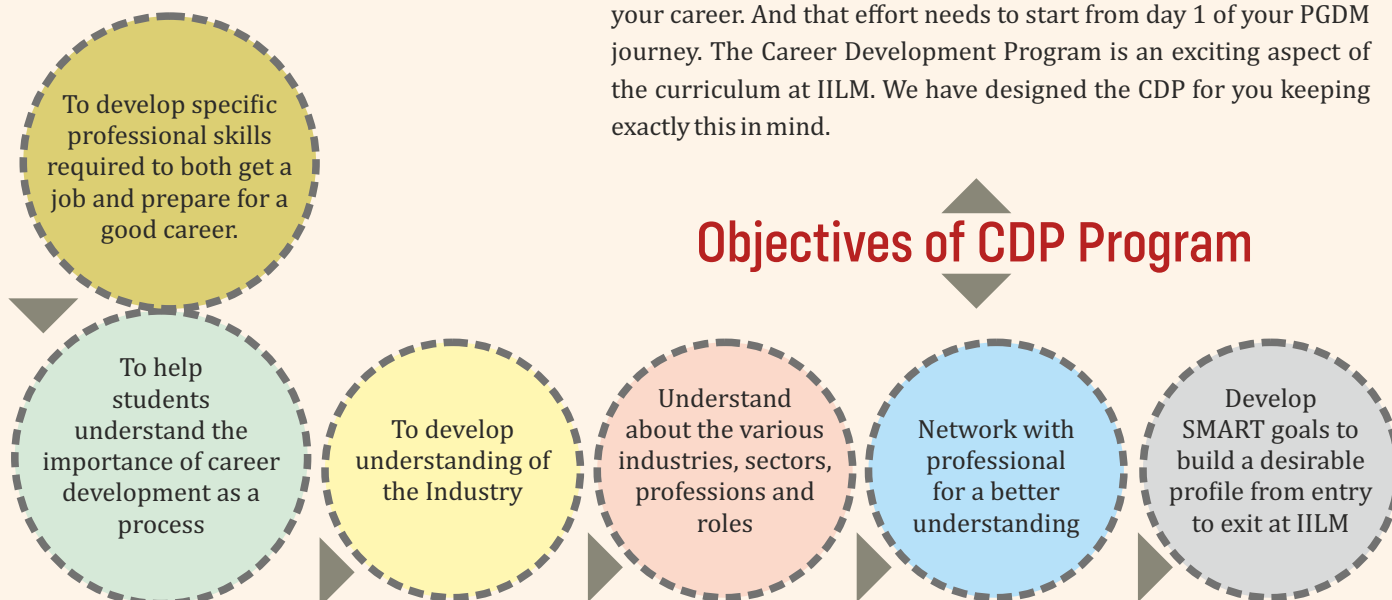 your career. And that effort needs to start from day 1 of your PGDM
journey. The Career Development Program is an exciting aspect of
the curriculum at IILM. We have designed the CDP for you keeping
exactly this in mind.
Objectives of CDP Program
To develop specific
professional skills
required to both get a
job and prepare for a
good career.
To help
students
understand the
importance of career
development as a
process
To develop
understanding of
the Industry
Understand
about the various
industries, sectors,
professions and
roles
Network with
professional
for a better
understanding
Develop
SMART goals to
build a desirable
profile from entry
to exit at IILM